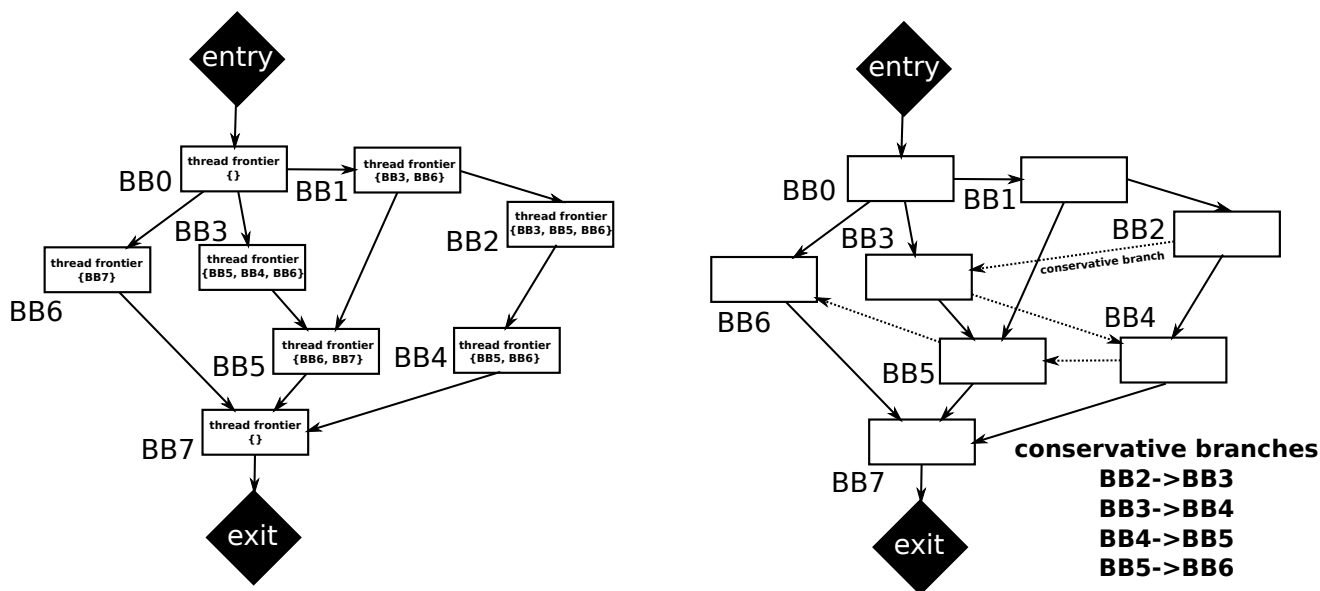 entry
thread frontier
{}
BB0
BB1
thread frontier
{BB3, BB6}
BB3
BB2
thread frontier
{BB3, BB5, BB6}
thread frontier
{BB7}
BB6
thread frontier
{BB5, BB4, BB6}
BB5
thread frontier
{BB6, BB7}
BB4
thread frontier
{BB5, BB6}
thread frontier
{}
BB7
exit
entry
BB0
BB1
BB3
BB2
conservative branch
BB6
BB4
BB5
BB7
exit
conservative branches
BB2->BB3
BB3->BB4
BB4->BB5
BB5->BB6